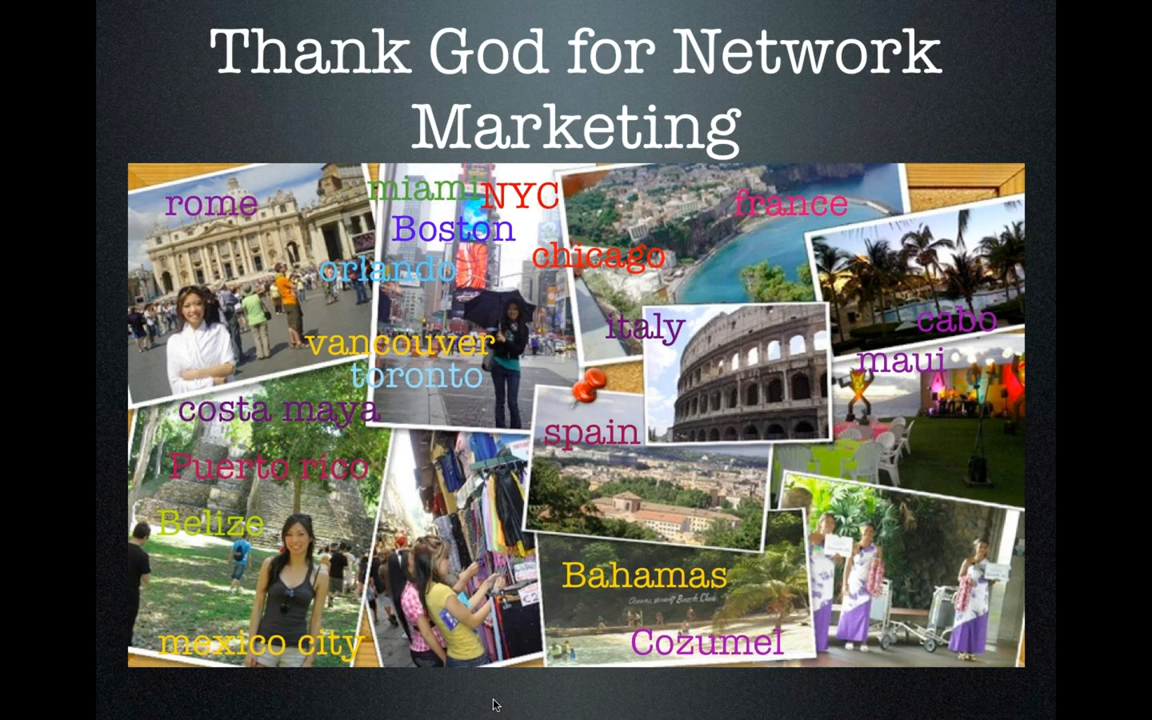 Thank God for Network
Marketing
rome
miami
NYC
france
Boston
chicago
orlando
italy
cabo
vancouver
maui
toronto
costa maya
spain
Puerto rico
Belize
Bahamas
mexico city
Cozumel